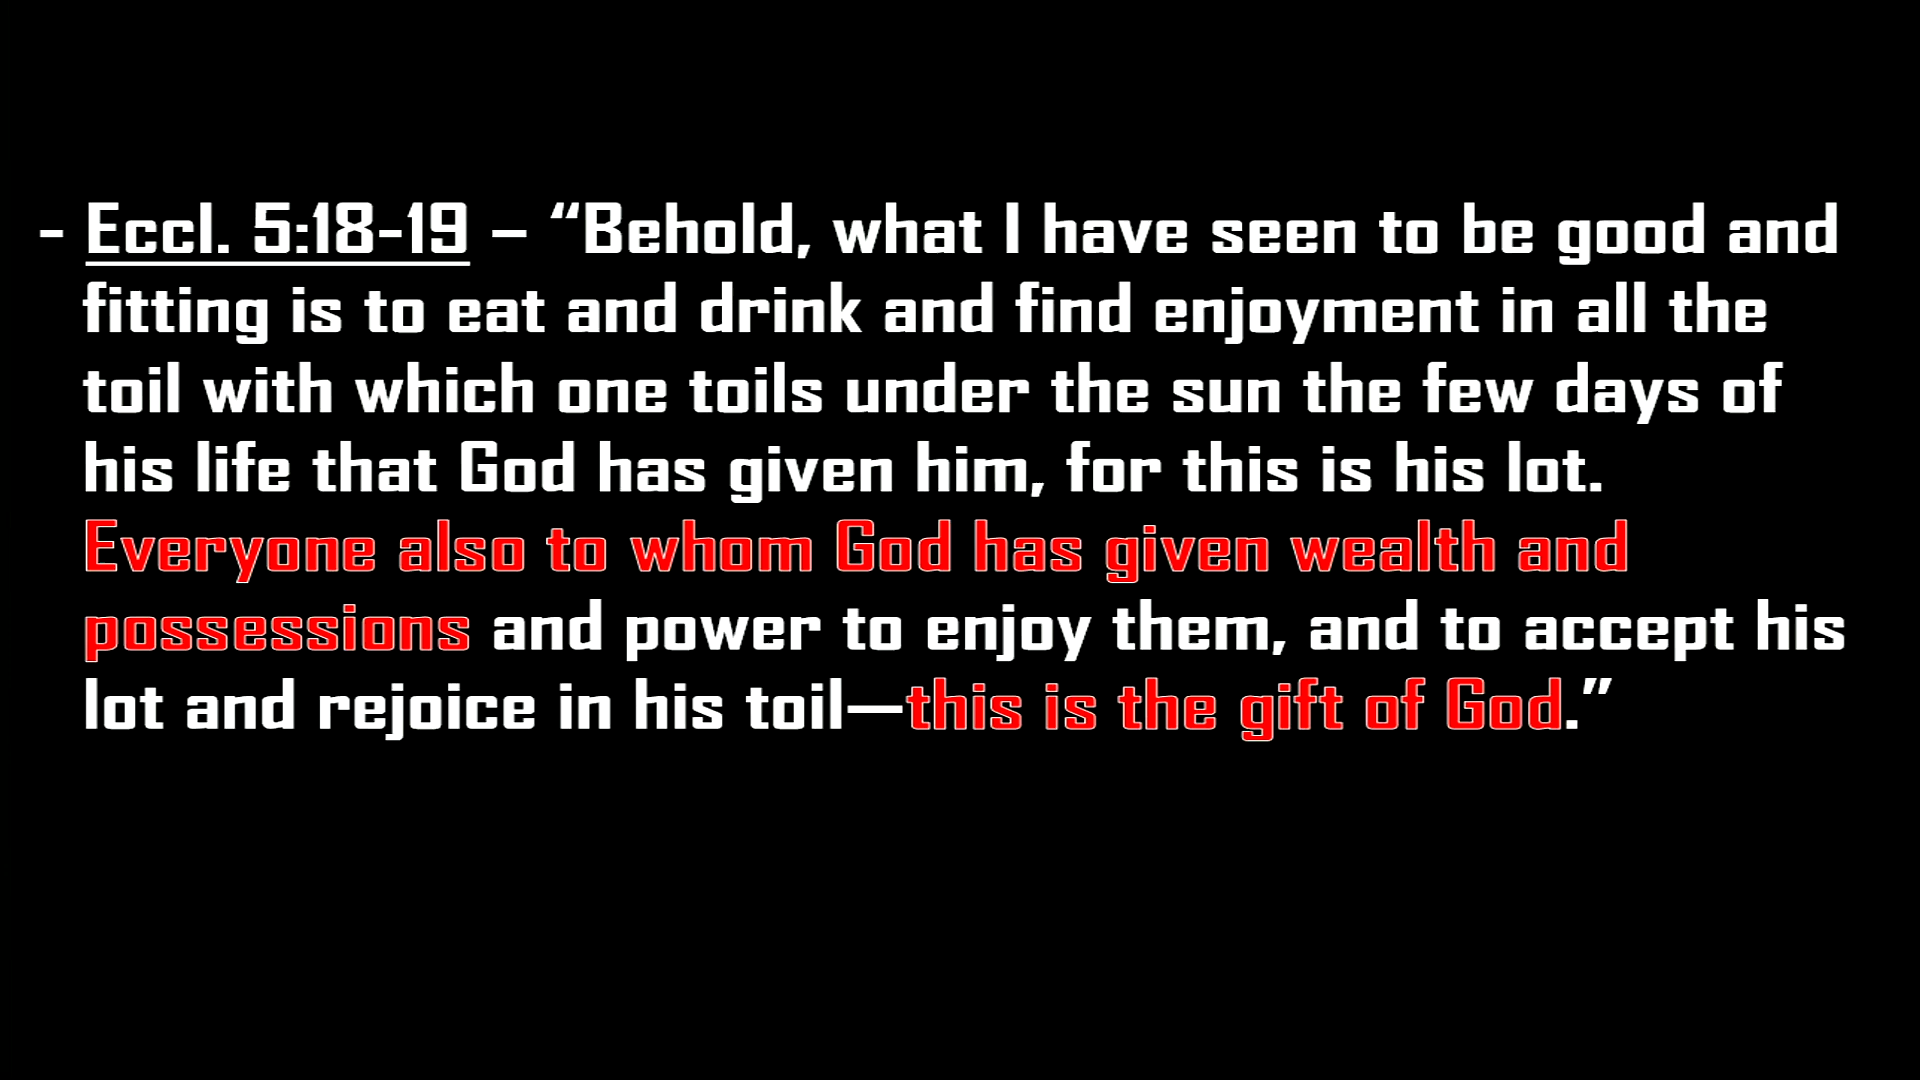 - Eccl. 5:18-19 – “Behold, what I have seen to be good and
fitting is to eat and drink and find enjoyment in all the
toil with which one toils under the sun the few days of
his life that God has given him, for this is his lot.
Everyone also to whom God has given wealth and
possessions and power to enjoy them, and to accept his
lot and rejoice in his toil—this is the gift of God.”